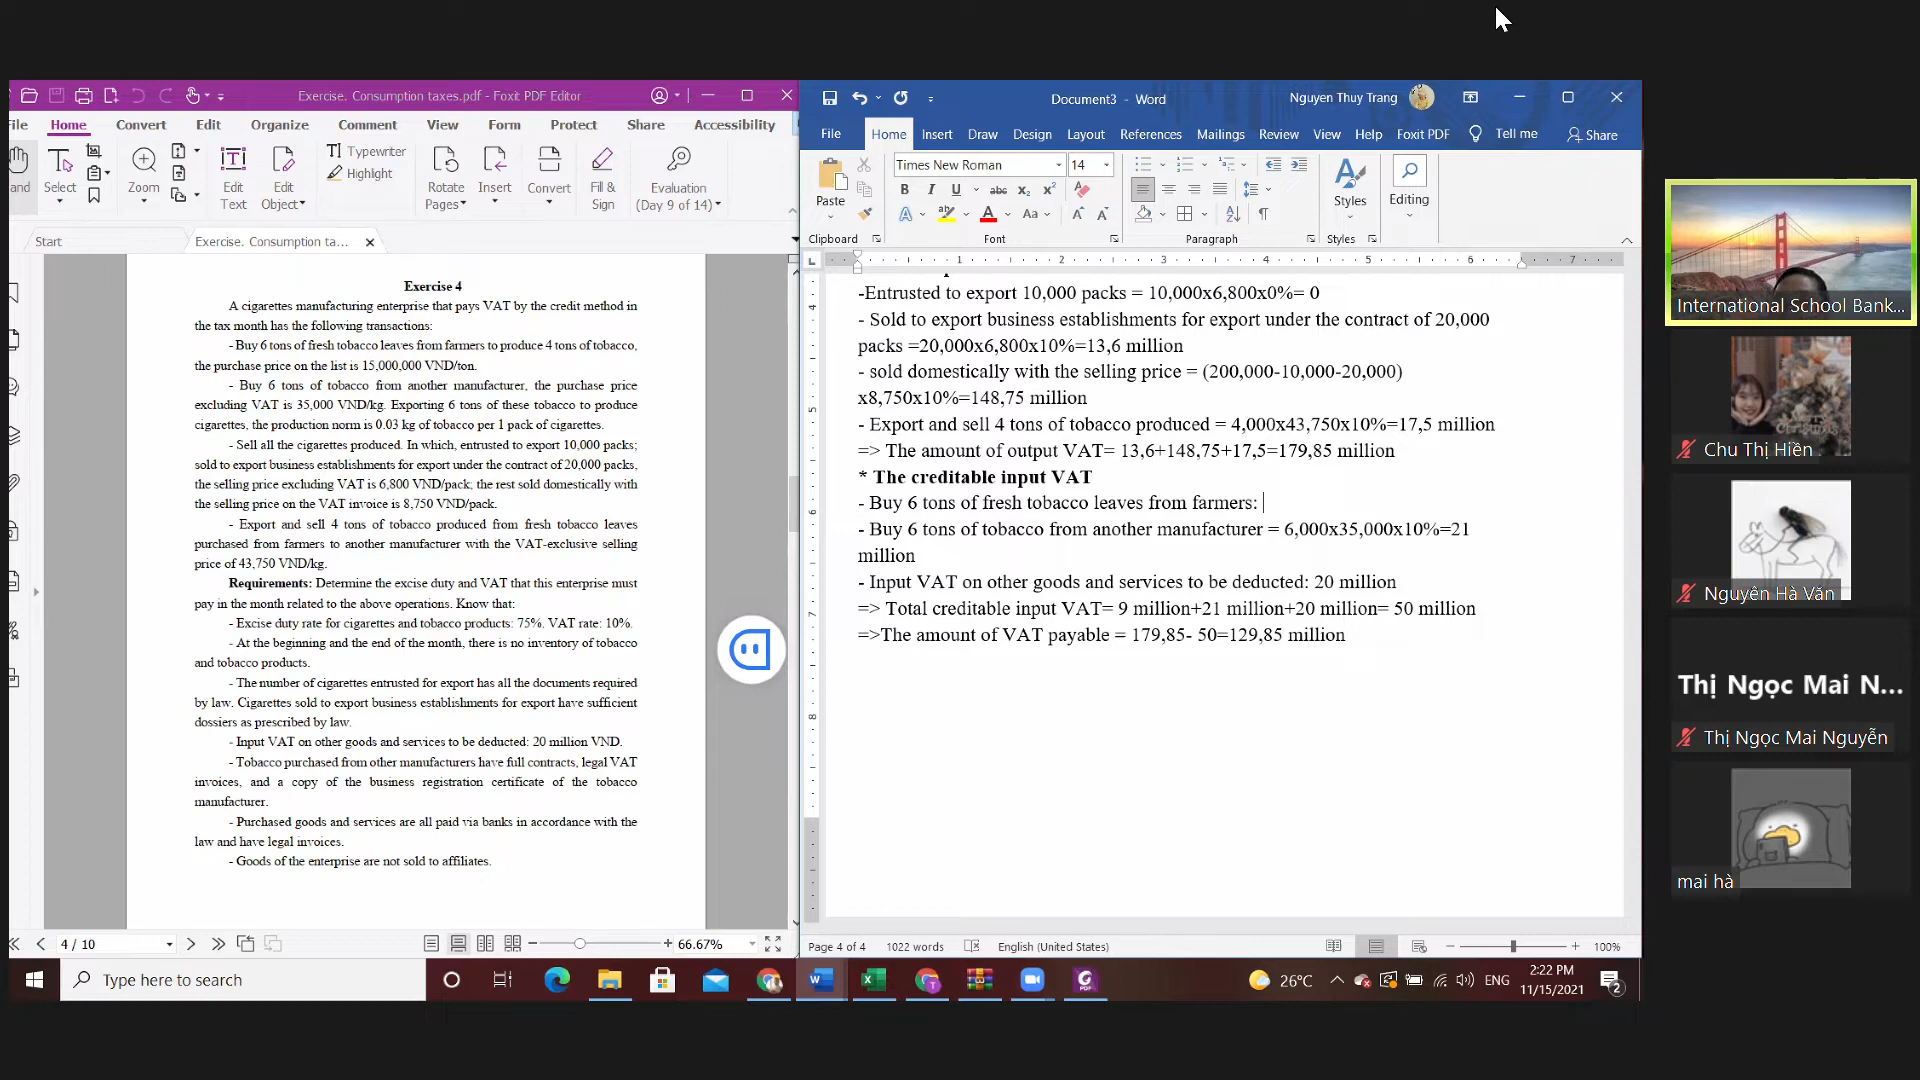 Exercise. Consumption taxes.pdf - Foxit PDF Editor
File Home Convert Edit Organize Comment View Form Protect Share Accessibility
Hand Select Zoom Edit Text Edit Object Typewriter Highlight Rotate Pages Insert Convert Fill & Sign Evaluation (Day 9 of 14)
Start Exercise. Consumption ta...
Exercise 4
A cigarettes manufacturing enterprise that pays VAT by the credit method in
the tax month has the following transactions:
- Buy 6 tons of fresh tobacco leaves from farmers to produce 4 tons of tobacco,
the purchase price on the list is 15,000,000 VND/ton.
- Buy 6 tons of tobacco from another manufacturer, the purchase price
excluding VAT is 35,000 VND/kg. Exporting 6 tons of these tobacco to produce
cigarettes, the production norm is 0.03 kg of tobacco per 1 pack of cigarettes.
- Sell all the cigarettes produced. In which, entrusted to export 10,000 packs;
sold to export business establishments for export under the contract of 20,000 packs,
the selling price excluding VAT is 6,800 VND/pack; the rest sold domestically with
the selling price on the VAT invoice is 8,750 VND/pack.
- Export and sell 4 tons of tobacco produced from fresh tobacco leaves
purchased from farmers to another manufacturer with the VAT-exclusive selling
price of 43,750 VND/kg.
Requirements: Determine the excise duty and VAT that this enterprise must
pay in the month related to the above operations. Know that:
- Excise duty rate for cigarettes and tobacco products: 75%. VAT rate: 10%.
- At the beginning and the end of the month, there is no inventory of tobacco
and tobacco products.
- The number of cigarettes entrusted for export has all the documents required
by law. Cigarettes sold to export business establishments for export have sufficient
dossiers as prescribed by law.
- Input VAT on other goods and services to be deducted: 20 million VND.
- Tobacco purchased from other manufacturers have full contracts, legal VAT
invoices, and a copy of the business registration certificate of the tobacco
manufacturer.
- Purchased goods and services are all paid via banks in accordance with the
law and have legal invoices.
- Goods of the enterprise are not sold to affiliates.
4 / 10 66.67%
Document3 - Word Nguyen Thuy Trang
File Home Insert Draw Design Layout References Mailings Review View Help Foxit PDF Tell me Share
Times New Roman 14
Paste Styles Editing
Clipboard Font Paragraph Styles
-Entrusted to export 10,000 packs = 10,000x6,800x0%= 0
- Sold to export business establishments for export under the contract of 20,000
packs =20,000x6,800x10%=13,6 million
- sold domestically with the selling price = (200,000-10,000-20,000)
x8,750x10%=148,75 million
- Export and sell 4 tons of tobacco produced = 4,000x43,750x10%=17,5 million
=> The amount of output VAT= 13,6+148,75+17,5=179,85 million
* The creditable input VAT
- Buy 6 tons of fresh tobacco leaves from farmers:
- Buy 6 tons of tobacco from another manufacturer = 6,000x35,000x10%=21
million
- Input VAT on other goods and services to be deducted: 20 million
=> Total creditable input VAT= 9 million+21 million+20 million= 50 million
=>The amount of VAT payable = 179,85- 50=129,85 million
Page 4 of 4 1022 words English (United States) 100%
Type here to search
26°C ENG 2:22 PM
11/15/2021 2
International School Bank...
Chu Thị Hiền
Nguyên Hà Văn
Thị Ngọc Mai N...
Thị Ngọc Mai Nguyễn
mai hà